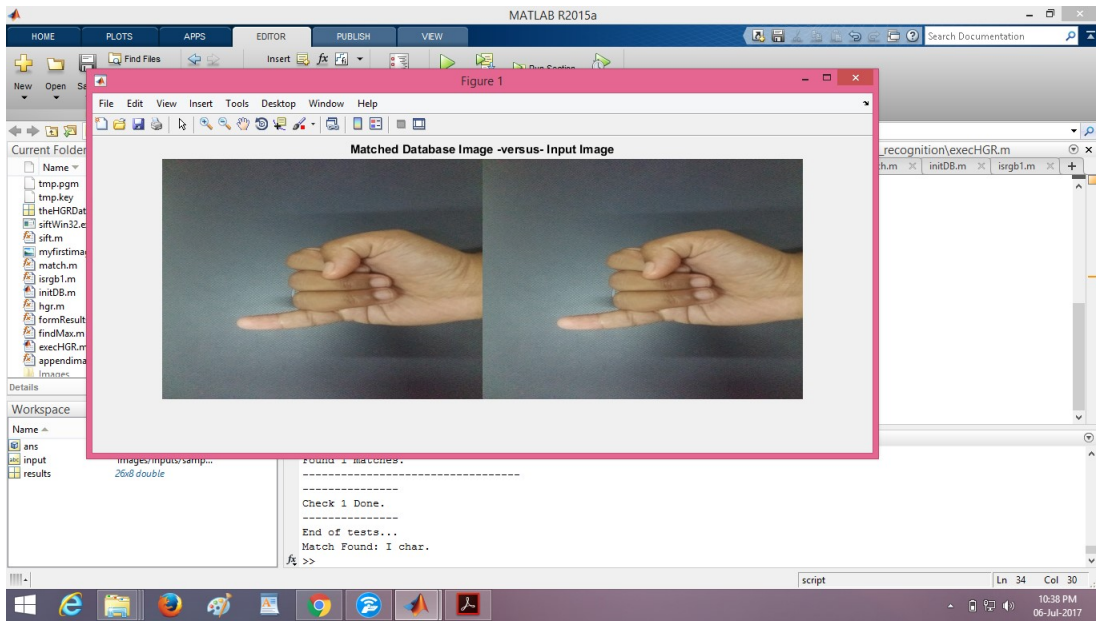 MATLAB R2015a
HOME PLOTS APPS EDITOR PUBLISH VIEW
Search Documentation
Find Files Insert fx
New Open
Figure 1
File Edit View Insert Tools Desktop Window Help
Current Folder
_recognition\execHGR.m
Name
initDB.m isrgb1.m
tmp.pgm
tmp.key
theHGRDat
siftWin32.e
sift.m
myfirstima
match.m
isrgb1.m
initDB.m
hgr.m
formResult
findMax.m
execHGR.m
appendima
Images
Matched Database Image -versus- Input Image
Details
Workspace
Name
ans
input images/inputs/samp...
results 26x8 double
Found 1 matches.
----------------------------------
---------------
Check 1 Done.
---------------
End of tests...
Match Found: I char.
fx >>
script Ln 34 Col 30
10:38 PM
06-Jul-2017